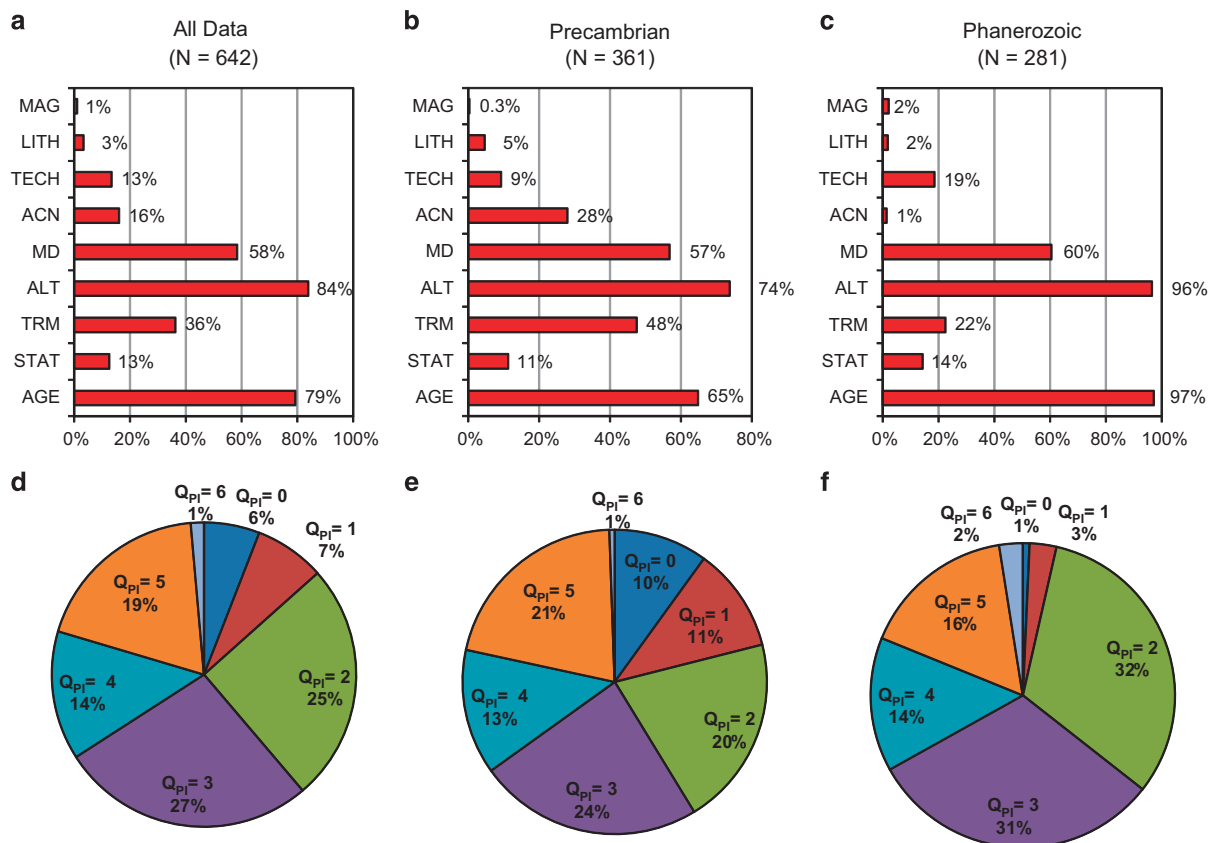 a
All Data
(N = 642)
MAG 1%
LITH 3%
TECH 13%
ACN 16%
MD 58%
ALT 84%
TRM 36%
STAT 13%
AGE 79%
0% 20% 40% 60% 80% 100%
b
Precambrian
(N = 361)
MAG 0.3%
LITH 5%
TECH 9%
ACN 28%
MD 57%
ALT 74%
TRM 48%
STAT 11%
AGE 65%
0% 20% 40% 60% 80%
c
Phanerozoic
(N = 281)
MAG 2%
LITH 2%
TECH 19%
ACN 1%
MD 60%
ALT 96%
TRM 22%
STAT 14%
AGE 97%
0% 20% 40% 60% 80% 100%
d
QPI= 6
1%
QPI= 0
6%
QPI= 1
7%
QPI= 2
25%
QPI= 3
27%
QPI= 4
14%
QPI= 5
19%
e
QPI= 6
1%
QPI= 0
10%
QPI= 1
11%
QPI= 2
20%
QPI= 3
24%
QPI= 4
13%
QPI= 5
21%
f
QPI= 6
2%
QPI= 0
1%
QPI= 1
3%
QPI= 2
32%
QPI= 3
31%
QPI= 4
14%
QPI= 5
16%